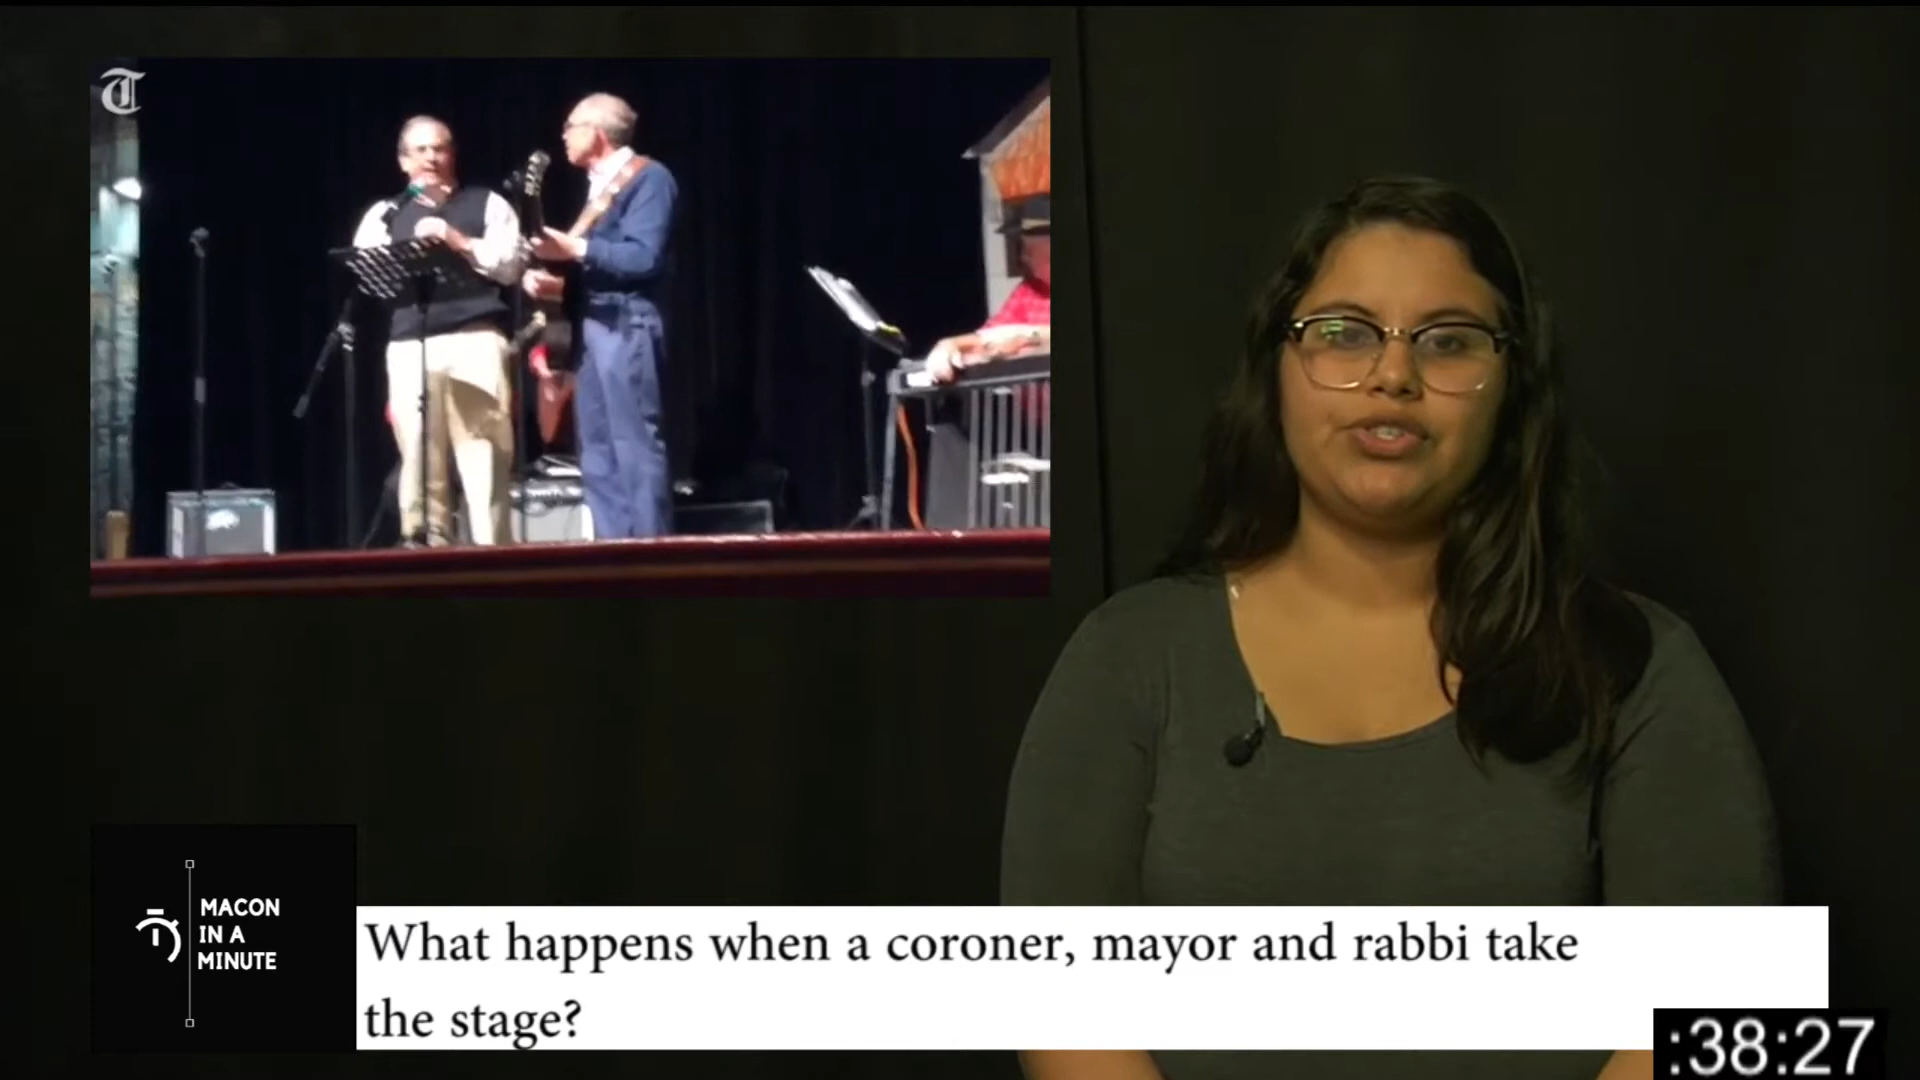 T
MACON
IN A
MINUTE
What happens when a coroner, mayor and rabbi take
the stage?
:38:27